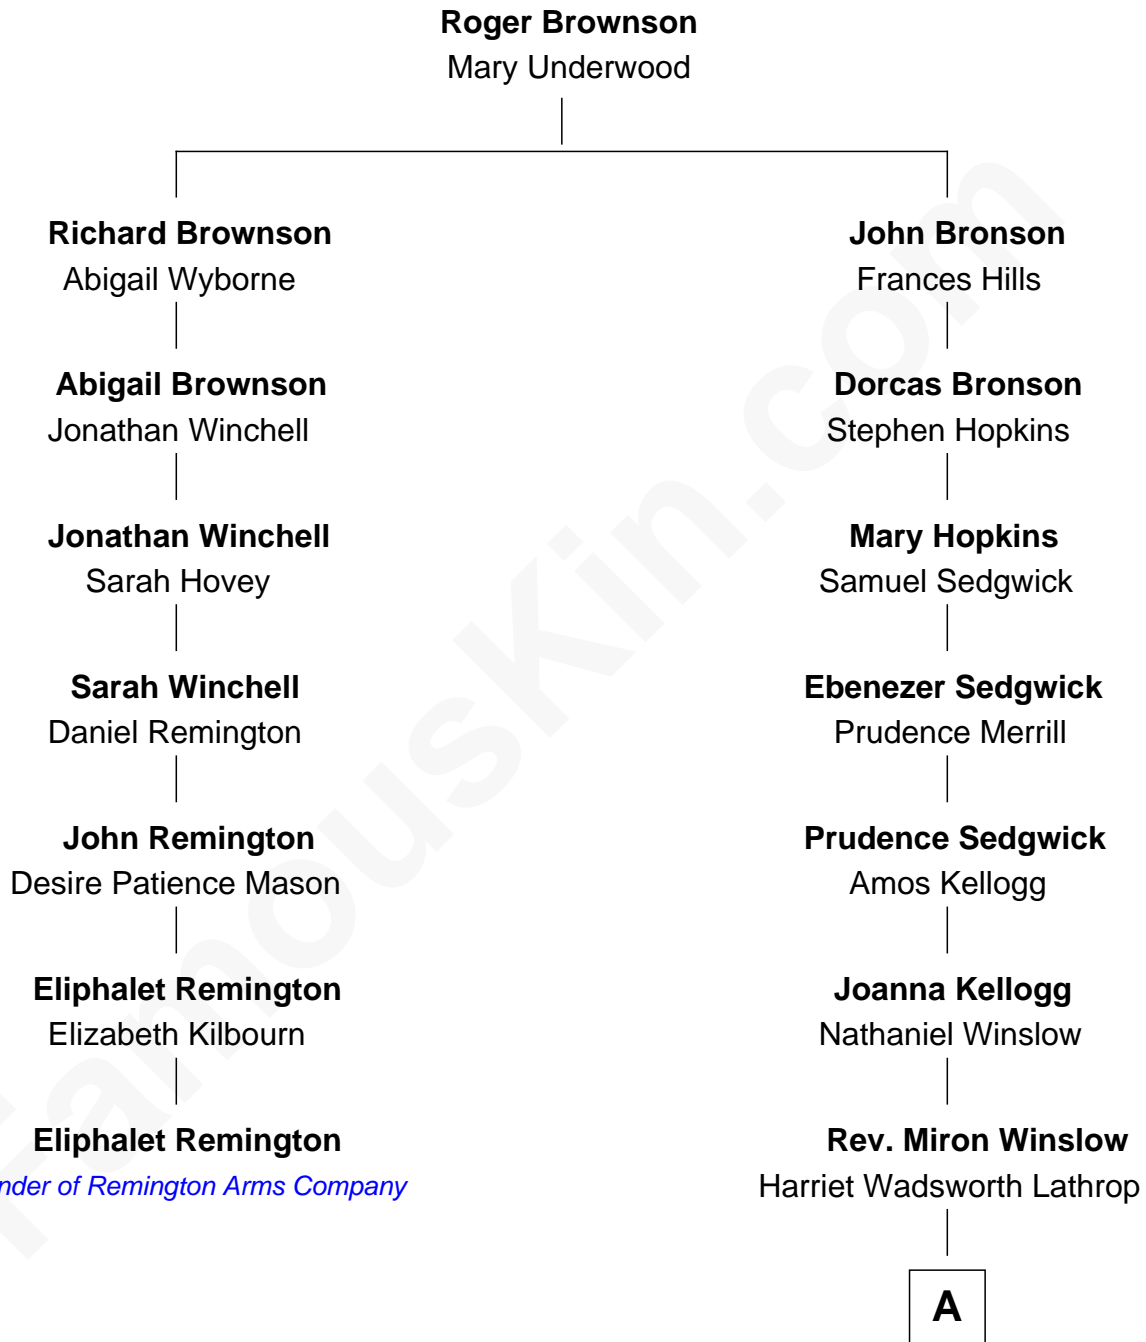 Roger Brownson
Mary Underwood
Richard Brownson
Abigail Wyborne
Abigail Brownson
Jonathan Winchell
Jonathan Winchell
Sarah Hovey
Sarah Winchell
Daniel Remington
John Remington
Desire Patience Mason
Eliphalet Remington
Elizabeth Kilbourn
Eliphalet Remington
nder of Remington Arms Company
John Bronson
Frances Hills
Dorcas Bronson
Stephen Hopkins
Mary Hopkins
Samuel Sedgwick
Ebenezer Sedgwick
Prudence Merrill
Prudence Sedgwick
Amos Kellogg
Joanna Kellogg
Nathaniel Winslow
Rev. Miron Winslow
Harriet Wadsworth Lathrop
A
FamousKin.com